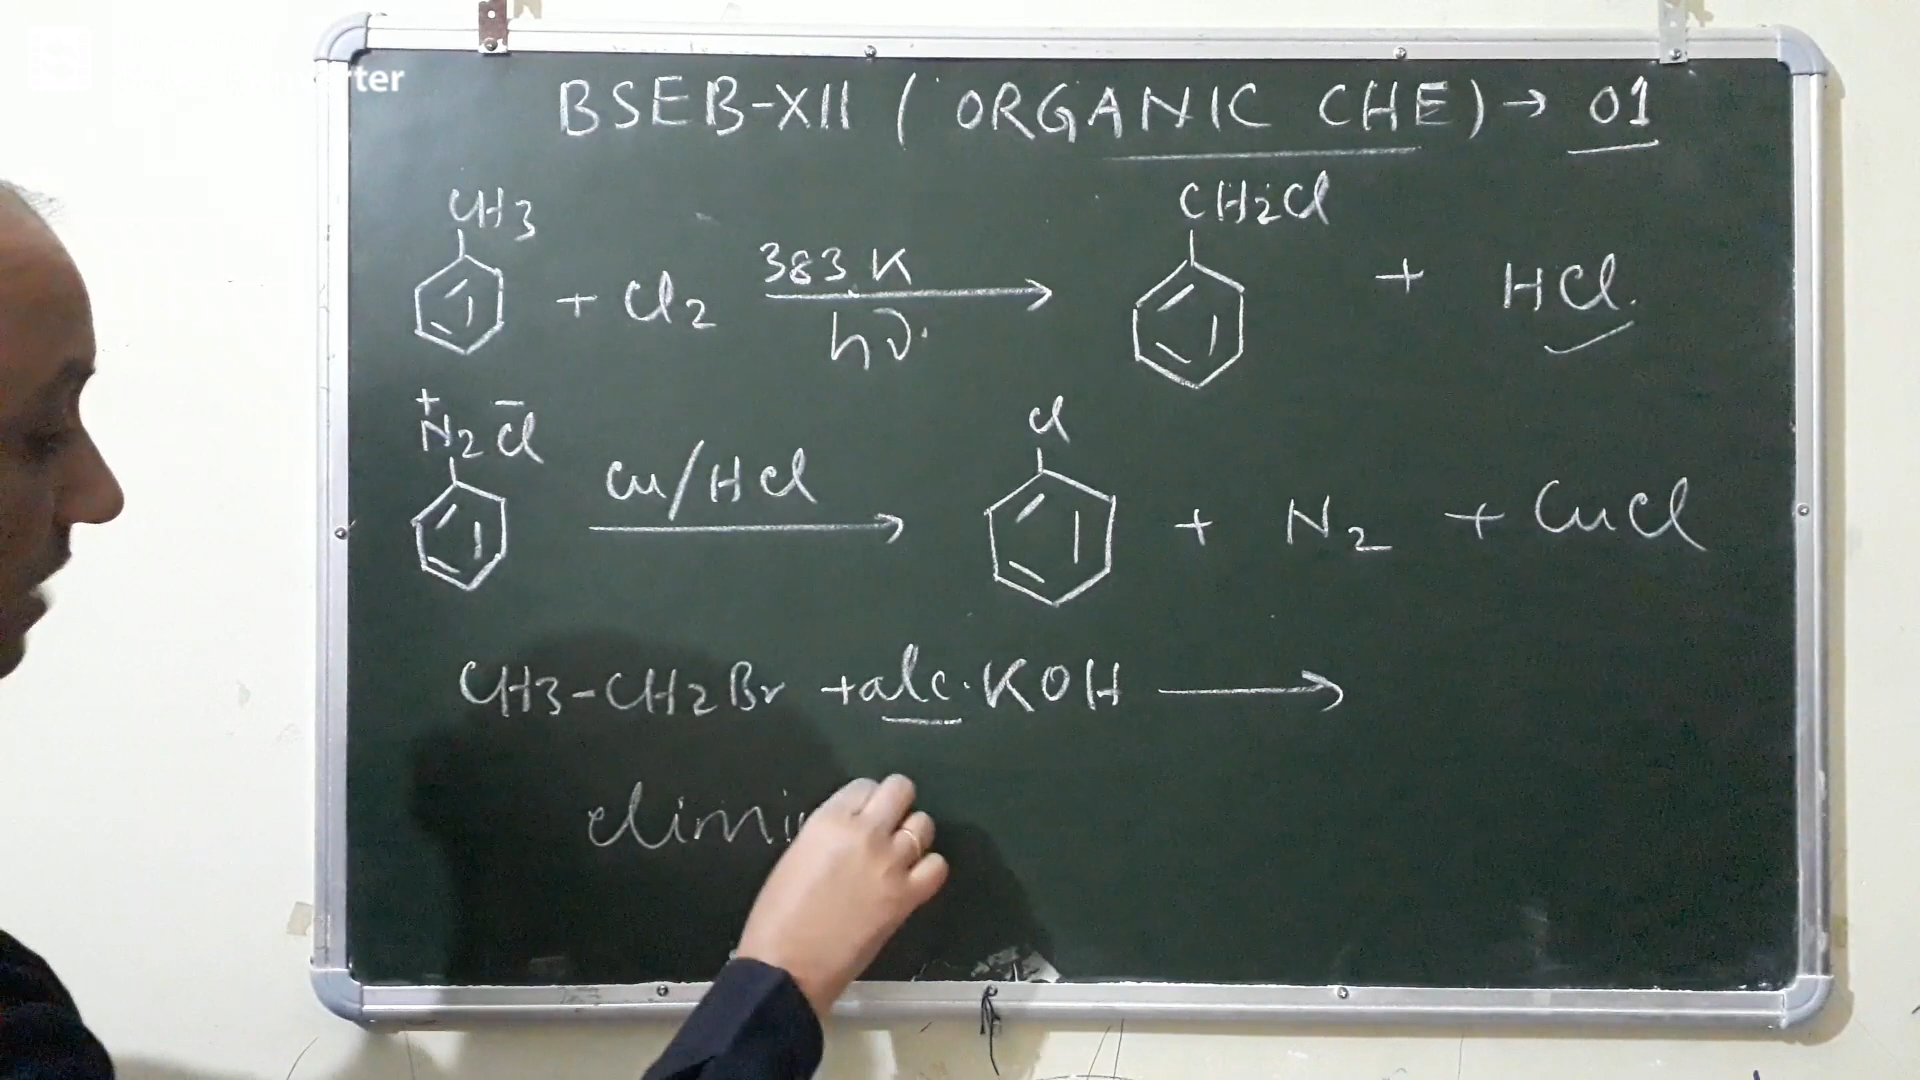 BSEB-XII ( ORGANIC CHE) → 01
CH3 + Cl2 383 K hν → CH2Cl + HCl.
+N2 Cl- Cu/HCl → Cl + N2 + CuCl
CH3-CH2Br + alc. KOH →
elimi